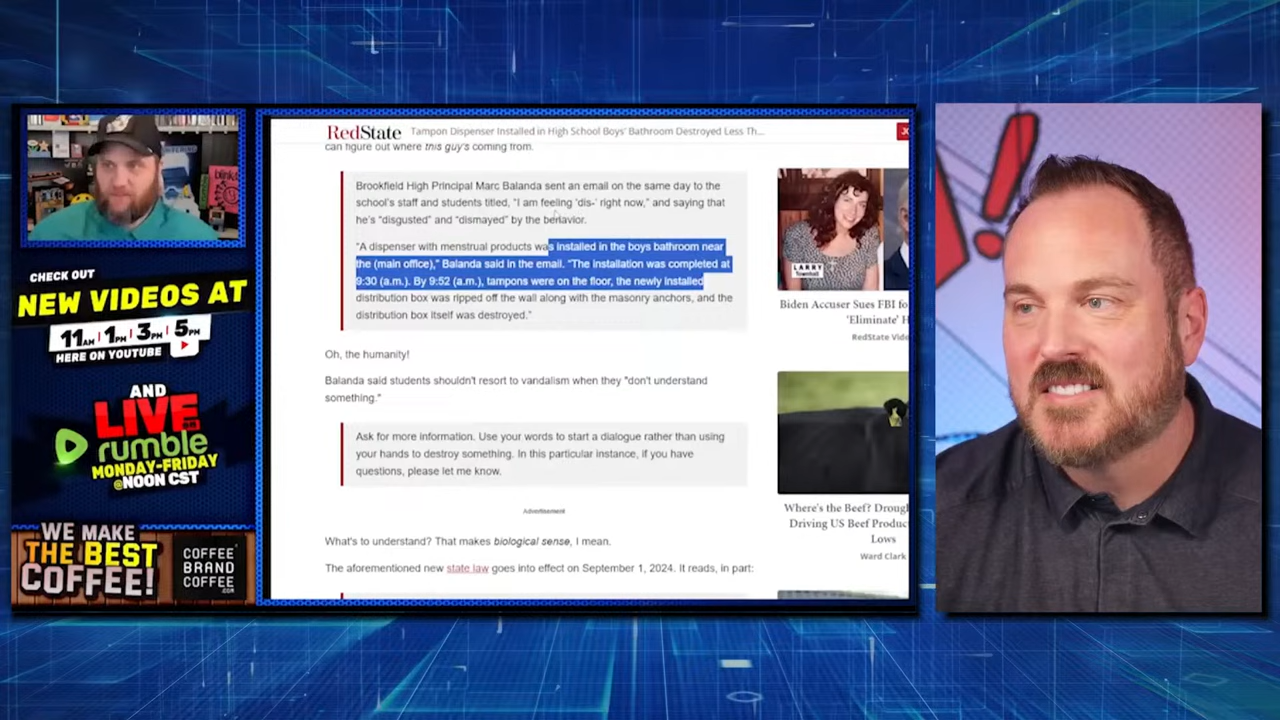 CHECK OUT
NEW VIDEOS AT
11AM | 1PM | 3PM | 5PM
HERE ON YOUTUBE
AND
LIVE ON
rumble
MONDAY-FRIDAY
@NOON CST
WE MAKE
THE BEST
COFFEE!
COFFEE
BRAND
COFFEE
.COM
RedState Tampon Dispenser Installed in High School Boys' Bathroom Destroyed Less Th...
can figure out where this guy's coming from.
Brookfield High Principal Marc Balanda sent an email on the same day to the
school's staff and students titled, "I am feeling 'dis-' right now," and saying that
he's "disgusted" and "dismayed" by the behavior.
"A dispenser with menstrual products was installed in the boys bathroom near
the (main office)," Balanda said in the email. "The installation was completed at
9:30 (a.m.). By 9:52 (a.m.), tampons were on the floor, the newly installed
distribution box was ripped off the wall along with the masonry anchors, and the
distribution box itself was destroyed."
Oh, the humanity!
Balanda said students shouldn't resort to vandalism when they "don't understand
something."
Ask for more information. Use your words to start a dialogue rather than using
your hands to destroy something. In this particular instance, if you have
questions, please let me know.
Advertisement
What's to understand? That makes biological sense, I mean.
The aforementioned new state law goes into effect on September 1, 2024. It reads, in part:
LARRY
Townhall
Biden Accuser Sues FBI fo
'Eliminate' H
RedState Vide
Where's the Beef? Droug
Driving US Beef Produc
Lows
Ward Clark
!